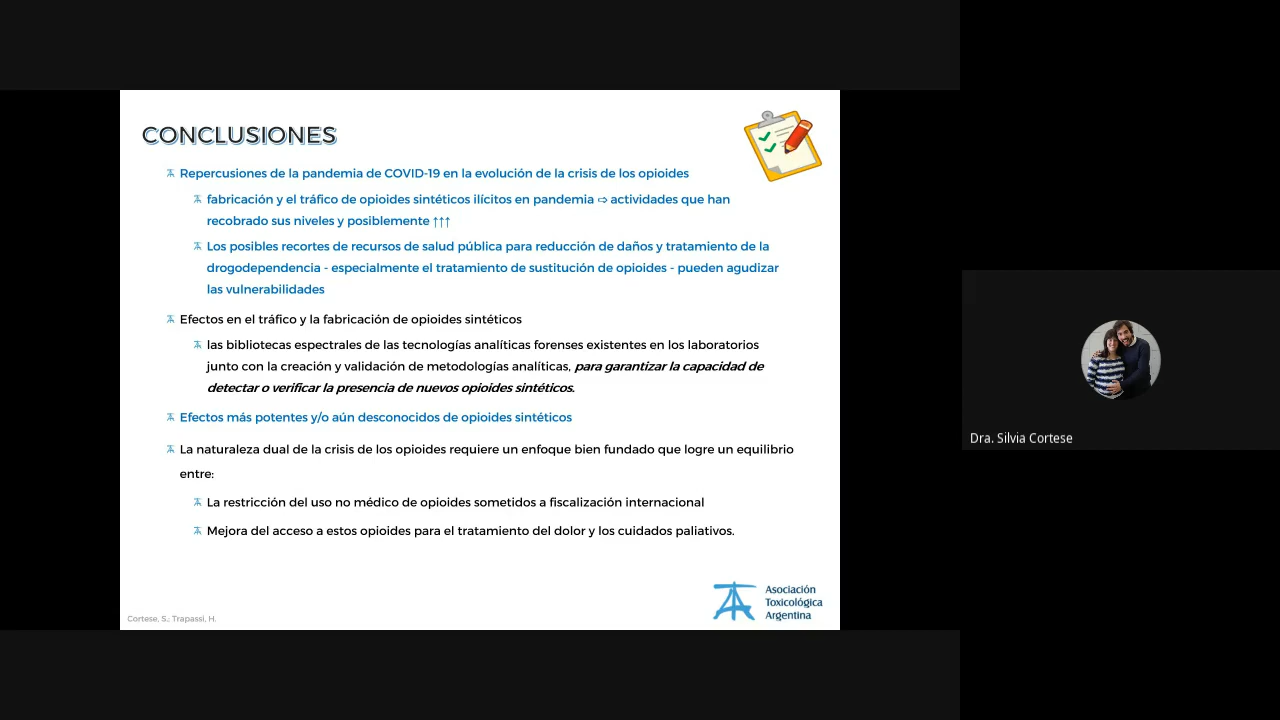 CONCLUSIONES
Repercusiones de la pandemia de COVID-19 en la evolución de la crisis de los opioides
fabricación y el tráfico de opioides sintéticos ilícitos en pandemia ⇨ actividades que han
recobrado sus niveles y posiblemente ↑↑↑
Los posibles recortes de recursos de salud pública para reducción de daños y tratamiento de la
drogodependencia - especialmente el tratamiento de sustitución de opioides - pueden agudizar
las vulnerabilidades
Efectos en el tráfico y la fabricación de opioides sintéticos
las bibliotecas espectrales de las tecnologías analíticas forenses existentes en los laboratorios
junto con la creación y validación de metodologías analíticas, para garantizar la capacidad de
detectar o verificar la presencia de nuevos opioides sintéticos.
Efectos más potentes y/o aún desconocidos de opioides sintéticos
La naturaleza dual de la crisis de los opioides requiere un enfoque bien fundado que logre un equilibrio
entre:
La restricción del uso no médico de opioides sometidos a fiscalización internacional
Mejora del acceso a estos opioides para el tratamiento del dolor y los cuidados paliativos.
Asociación
Toxicológica
Argentina
Cortese, S.; Trapassi, H.
Dra. Silvia Cortese